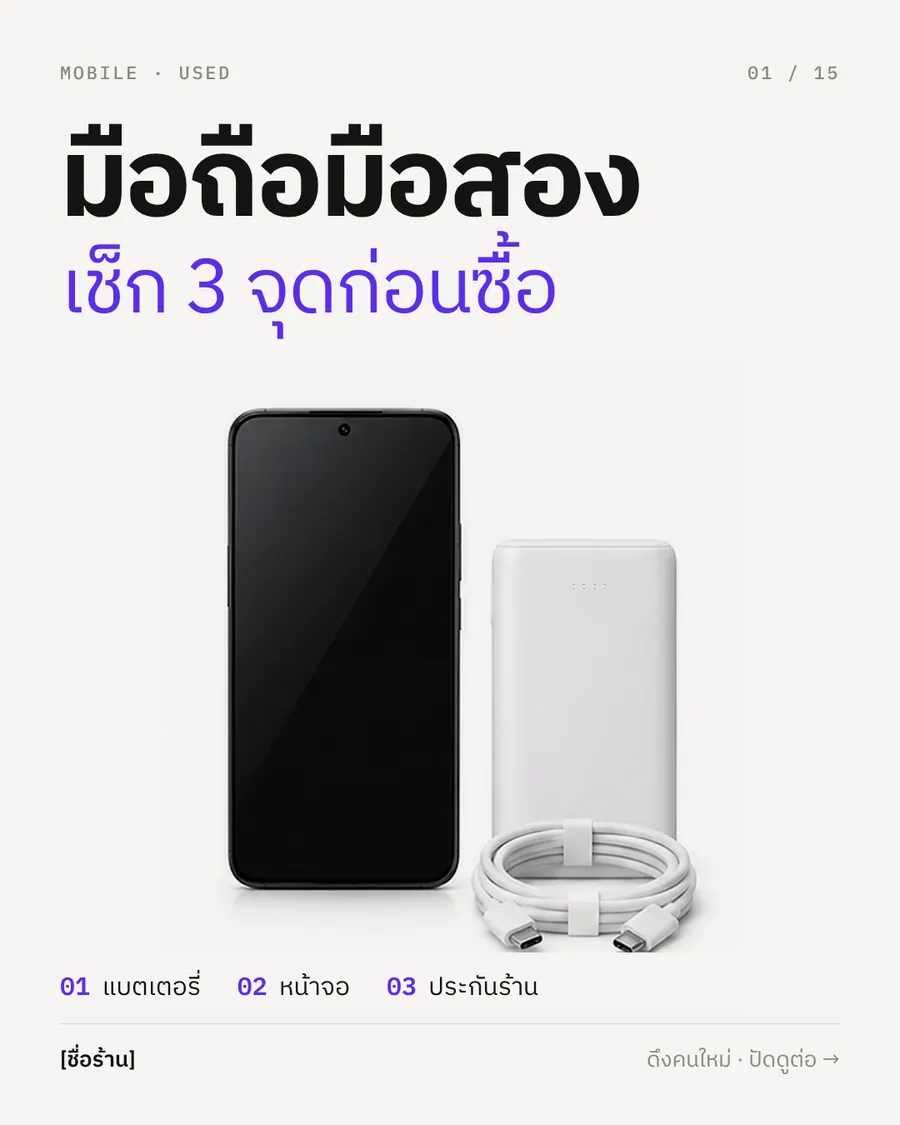 MOBILE · USED
01 / 15
มือถือมือสอง
เช็ก 3 จุดก่อนซื้อ
01 แบตเตอรี่ 02 หน้าจอ 03 ประกันร้าน
[ชื่อร้าน]
ดึงคนใหม่ · ปัดดูต่อ →